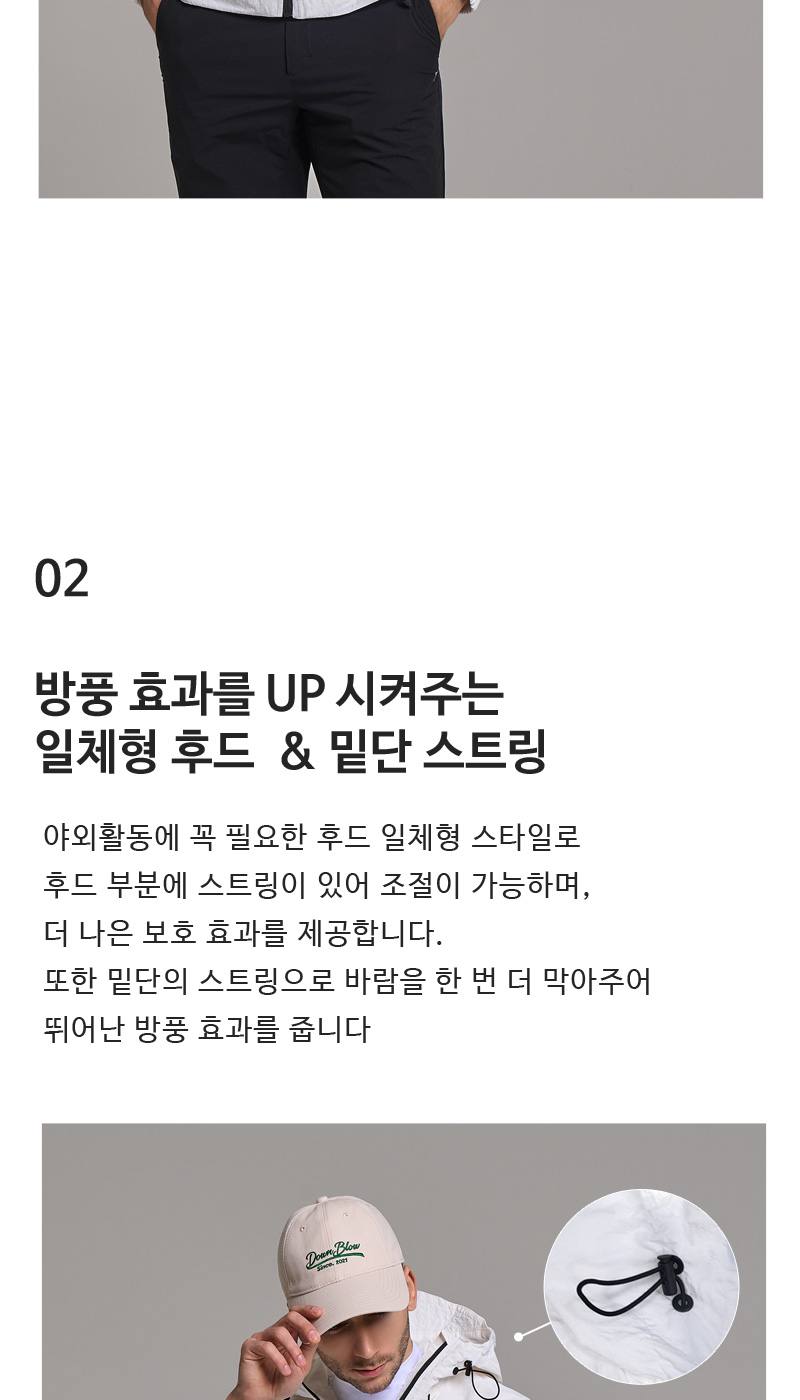 02
방풍 효과를 UP 시켜주는
일체형 후드 & 밑단 스트링
야외활동에 꼭 필요한 후드 일체형 스타일로
후드 부분에 스트링이 있어 조절이 가능하며,
더 나은 보호 효과를 제공합니다.
또한 밑단의 스트링으로 바람을 한 번 더 막아주어
뛰어난 방풍 효과를 줍니다
Down Blow
Since. 2021